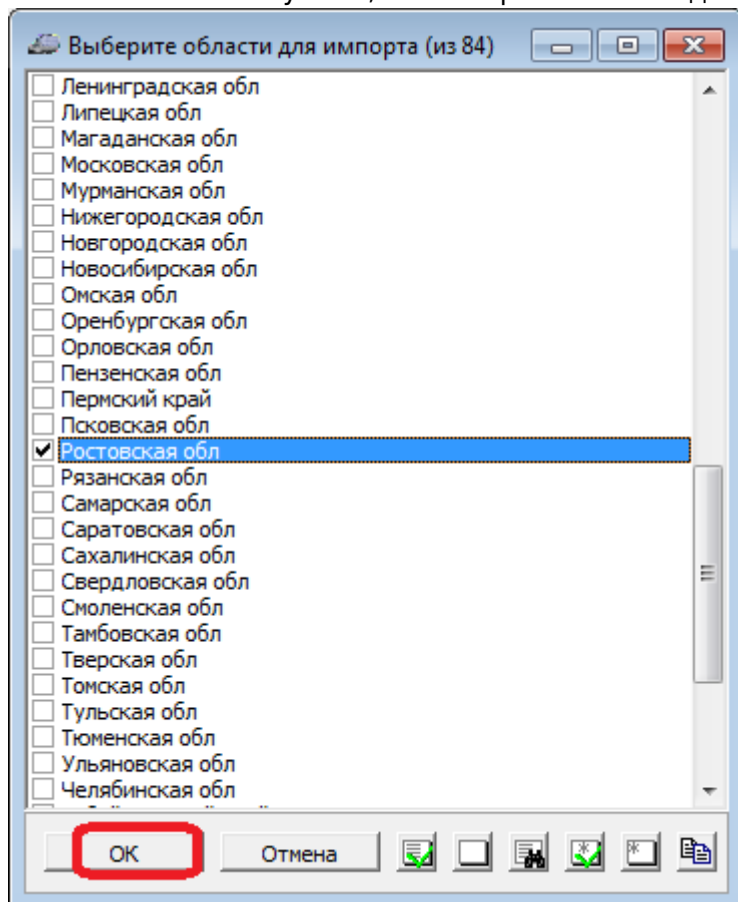 Выберите области для импорта (из 84)
Ленинградская обл
Липецкая обл
Магаданская обл
Московская обл
Мурманская обл
Нижегородская обл
Новгородская обл
Новосибирская обл
Омская обл
Оренбургская обл
Орловская обл
Пензенская обл
Пермский край
Псковская обл
Ростовская обл
Рязанская обл
Самарская обл
Саратовская обл
Сахалинская обл
Свердловская обл
Смоленская обл
Тамбовская обл
Тверская обл
Томская обл
Тульская обл
Тюменская обл
Ульяновская обл
Челябинская обл
ОК Отмена